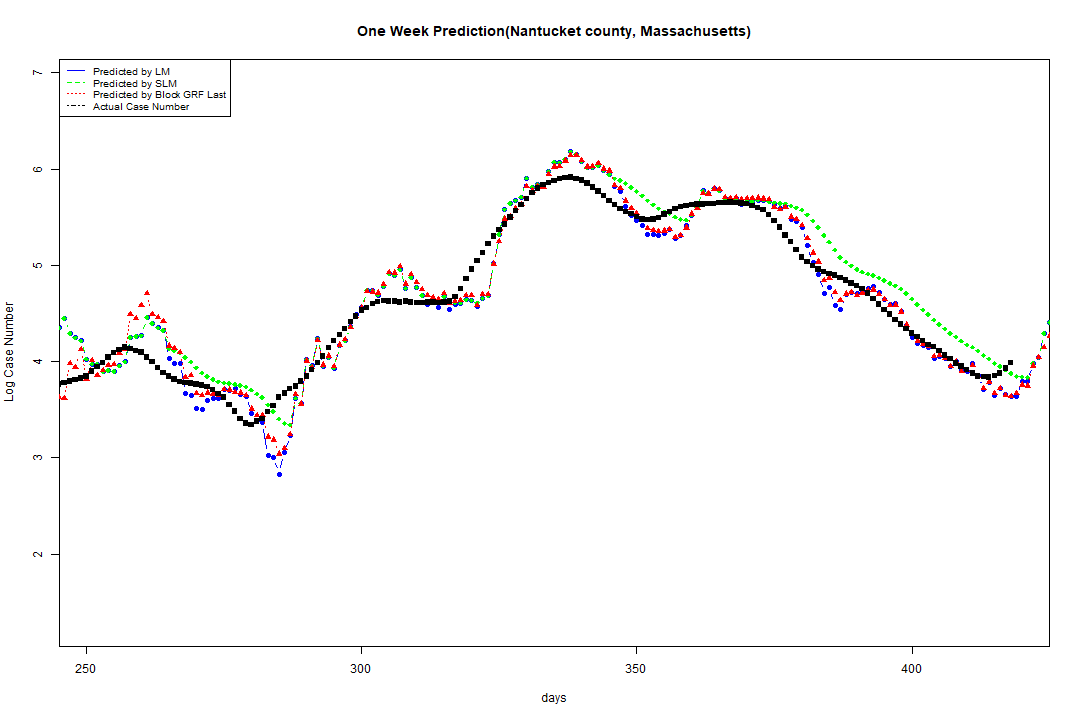 One Week Prediction(Nantucket county, Massachusetts)
Predicted by LM
Predicted by SLM
Predicted by Block GRF Last
Actual Case Number
7
6
5
4
3
2
Log Case Number
250 300 350 400
days